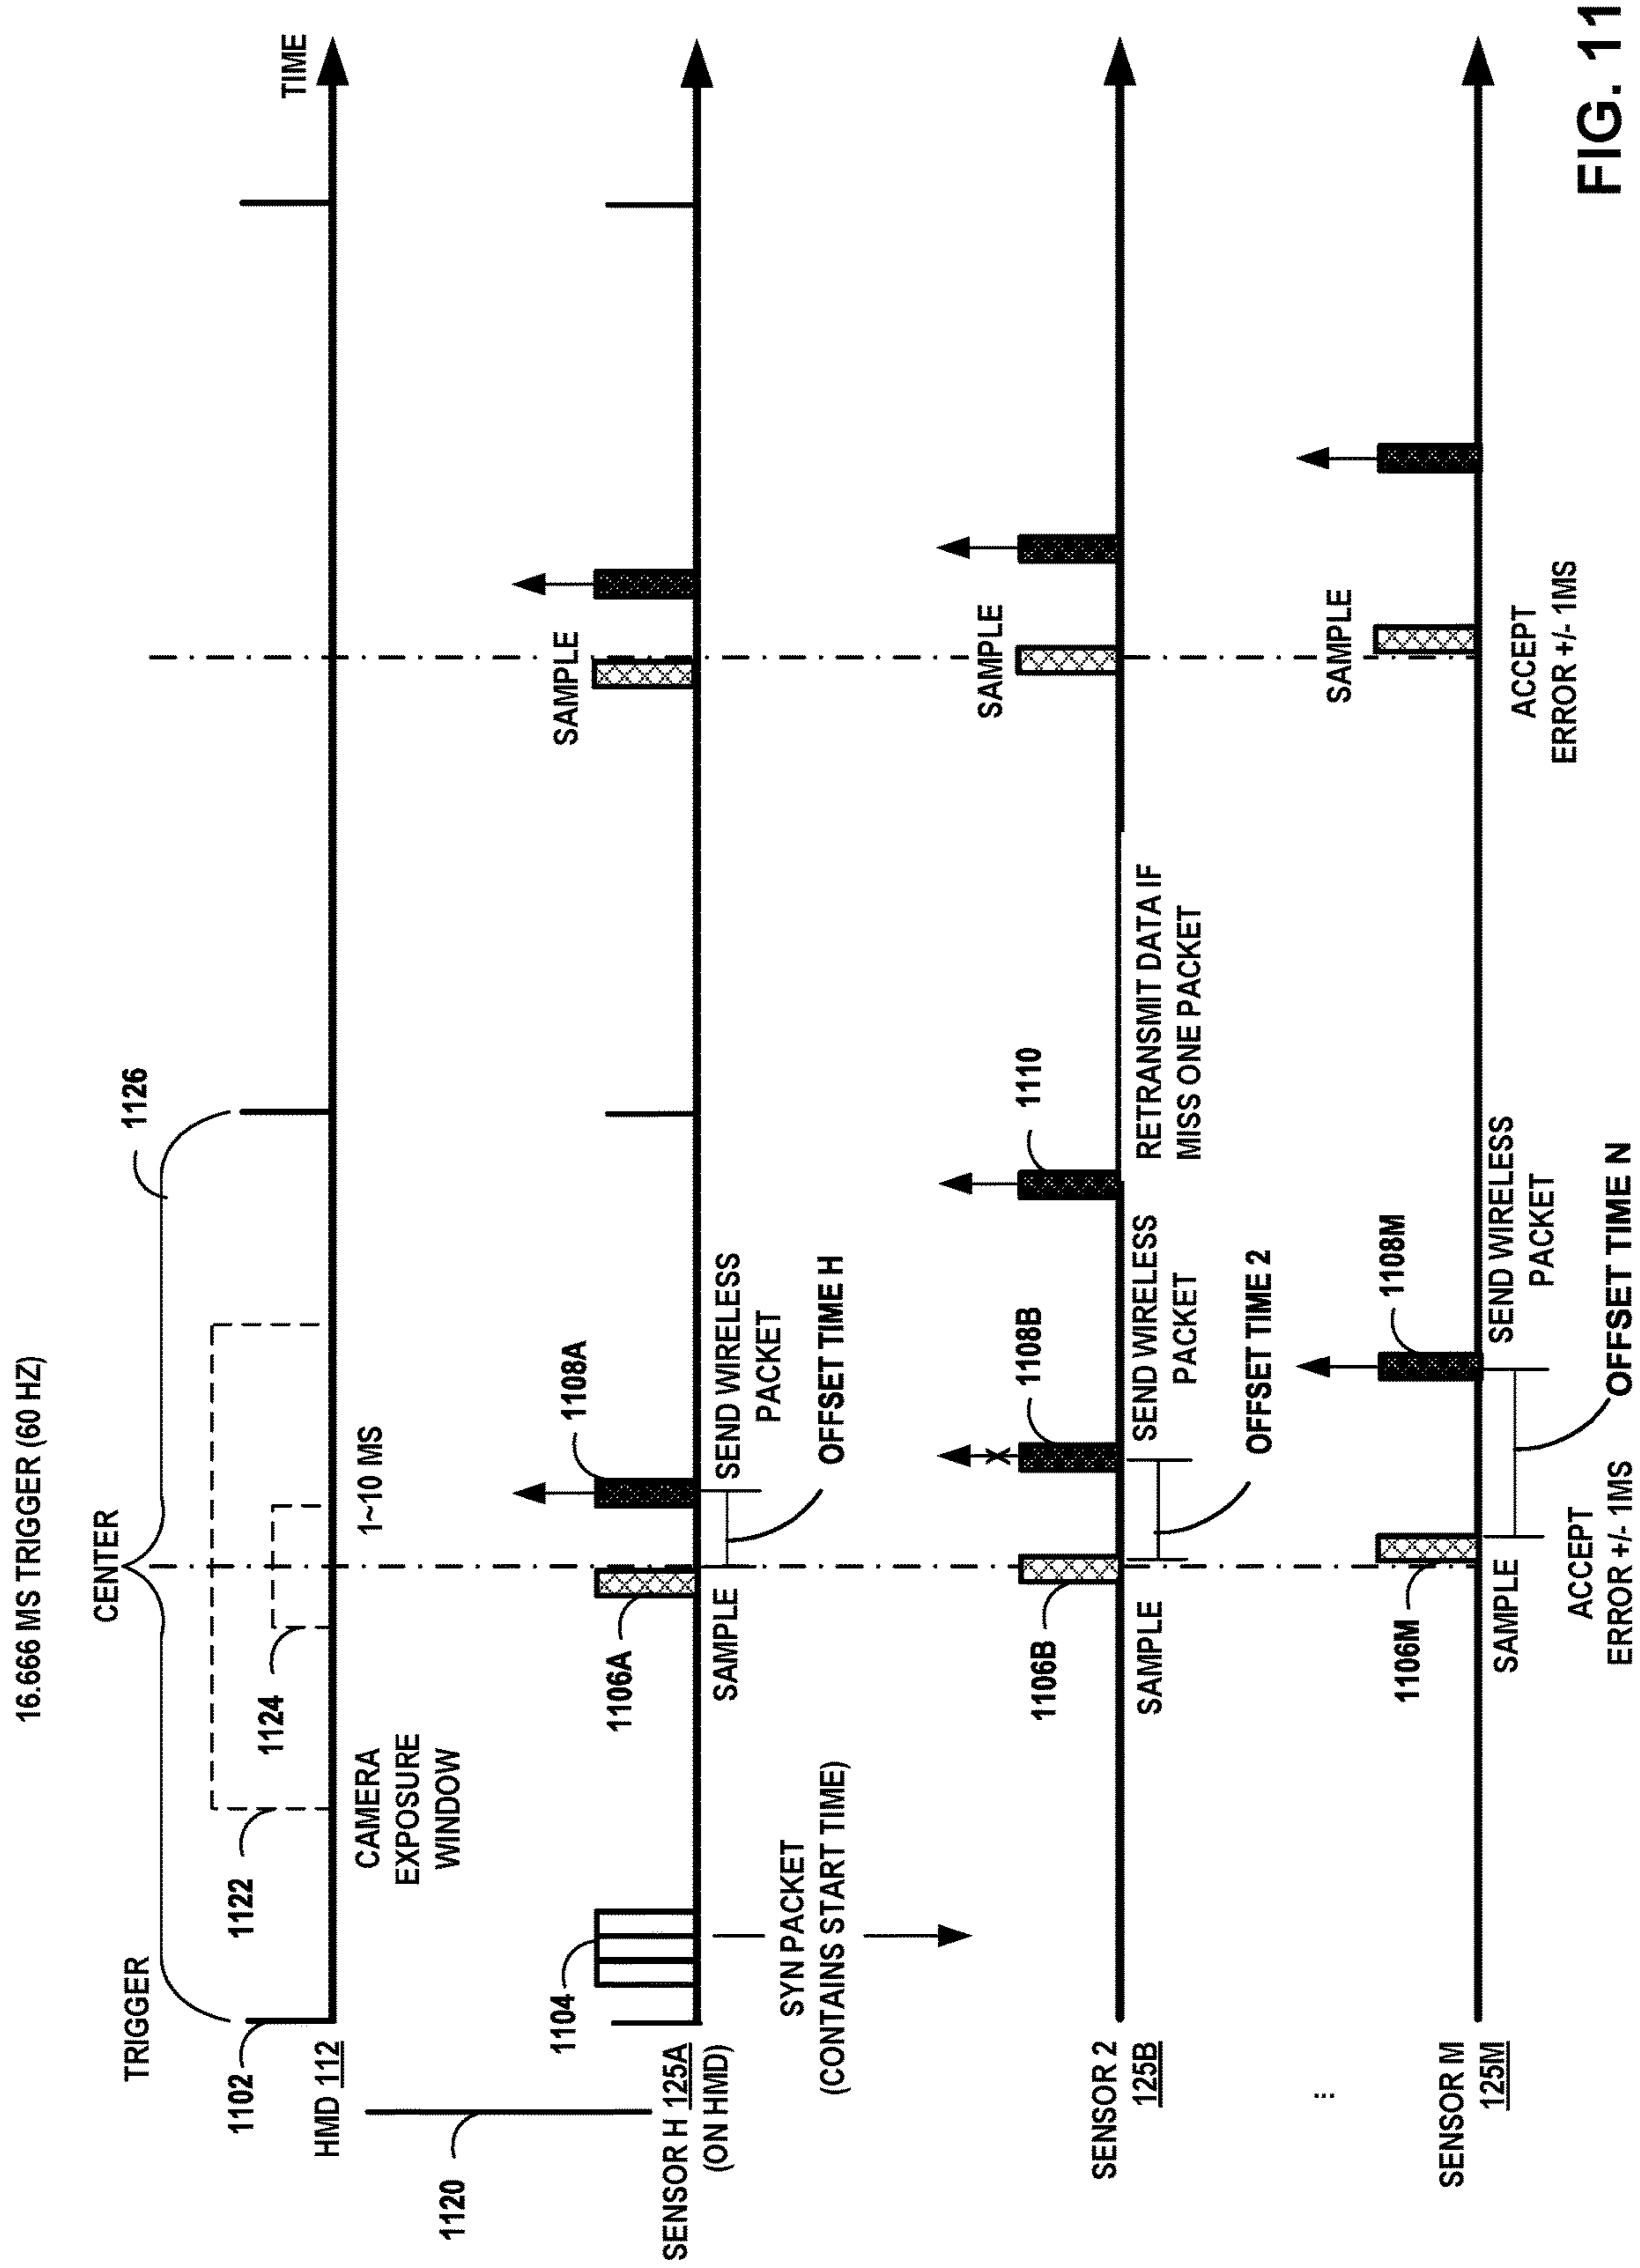 16.666 MS TRIGGER (60 HZ)
TRIGGER
CENTER
1126
1102
HMD 112
1122
1124
CAMERA
EXPOSURE
WINDOW
1~10 MS
TIME
1120
SENSOR H 125A
(ON HMD)
1104
SYN PACKET
(CONTAINS START TIME)
1106A
SAMPLE
1108A
SEND WIRELESS
PACKET
OFFSET TIME H
SAMPLE
SENSOR 2
125B
1106B
SAMPLE
1108B
X
SEND WIRELESS
PACKET
OFFSET TIME 2
1110
RETRANSMIT DATA IF
MISS ONE PACKET
SAMPLE
...
SENSOR M
125M
1106M
SAMPLE
ACCEPT
ERROR +/- 1MS
1108M
SEND WIRELESS
PACKET
OFFSET TIME N
SAMPLE
ACCEPT
ERROR +/- 1MS
FIG. 11